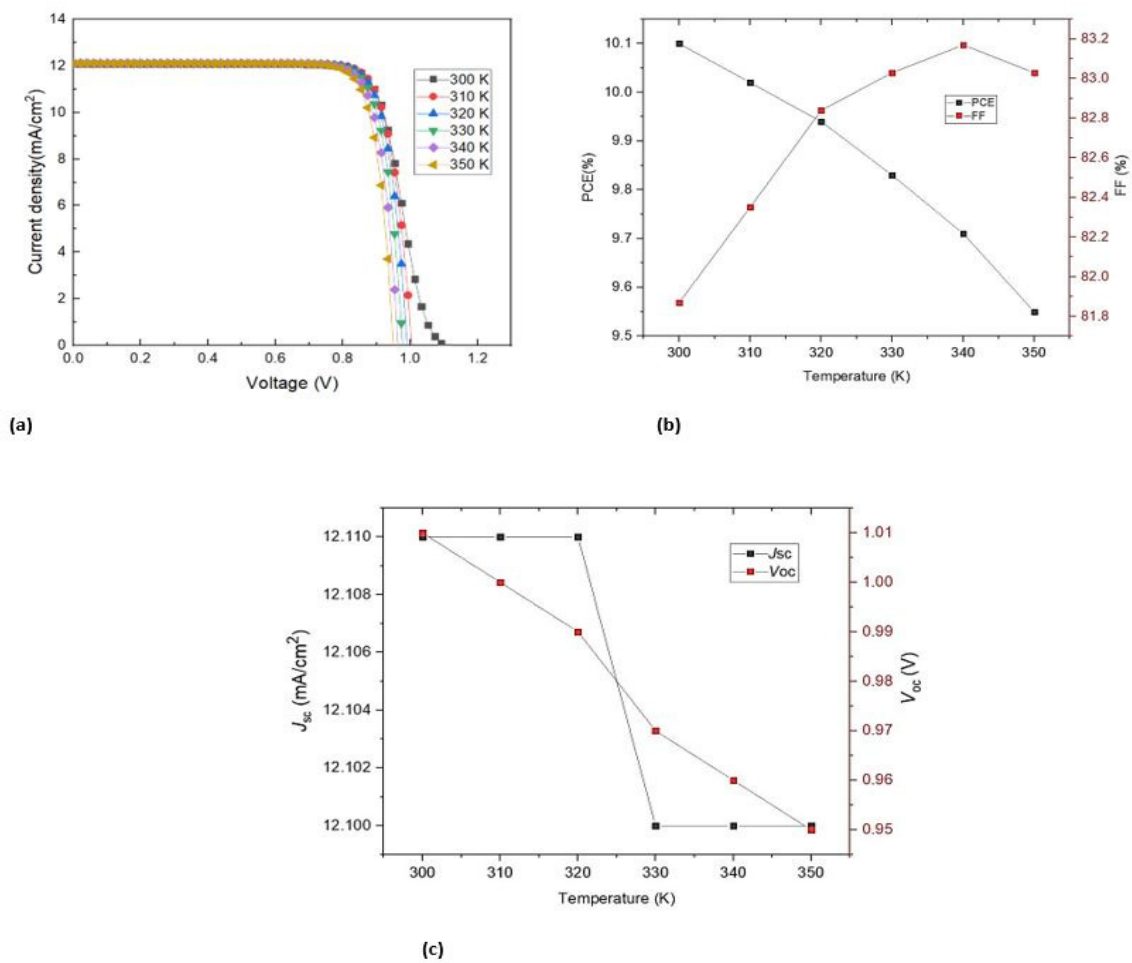 14
12
10
8
6
4
2
0
0.0 0.2 0.4 0.6 0.8 1.0 1.2
Current density(mA/cm²)
Voltage (V)
300 K
310 K
320 K
330 K
340 K
350 K
(a)
10.1
10.0
9.9
9.8
9.7
9.6
9.5
PCE(%)
300 310 320 330 340 350
Temperature (K)
PCE
FF
83.2
83.0
82.8
82.6
82.4
82.2
82.0
81.8
FF (%)
(b)
12.110
12.108
12.106
12.104
12.102
12.100
Jsc (mA/cm²)
300 310 320 330 340 350
Temperature (K)
Jsc
Voc
1.01
1.00
0.99
0.98
0.97
0.96
0.95
Voc (V)
(c)